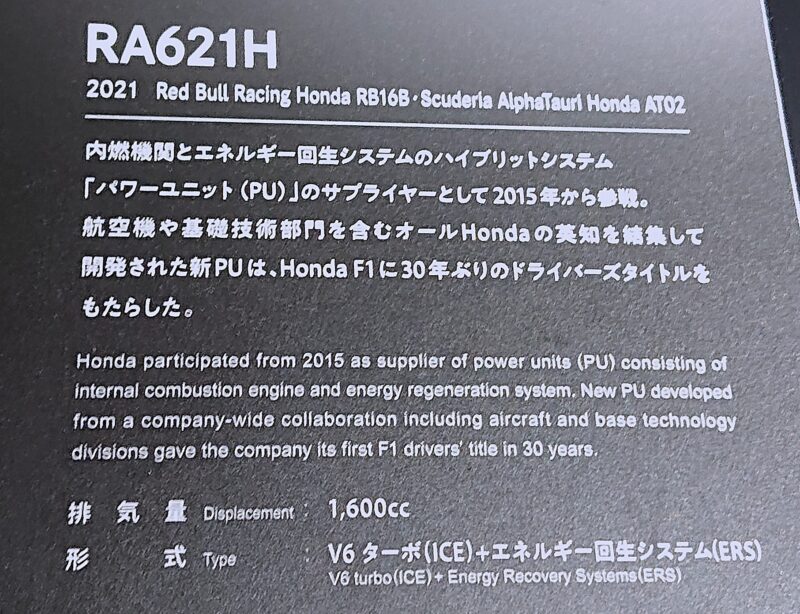 RA621H
2021 Red Bull Racing Honda RB16B・Scuderia AlphaTauri Honda AT02
内燃機関とエネルギー回生システムのハイブリットシステム
「パワーユニット（PU）」のサプライヤーとして2015年から参戦。
航空機や基礎技術部門を含むオールHondaの英知を結集して
開発された新PUは、Honda F1に30年ぶりのドライバーズタイトルを
もたらした。
Honda participated from 2015 as supplier of power units (PU) consisting of
internal combustion engine and energy regeneration system. New PU developed
from a company-wide collaboration including aircraft and base technology
divisions gave the company its first F1 drivers' title in 30 years.
排気量 Displacement : 1,600cc
形式 Type : V6 ターボ(ICE)+エネルギー回生システム(ERS)
V6 turbo(ICE)+ Energy Recovery Systems(ERS)